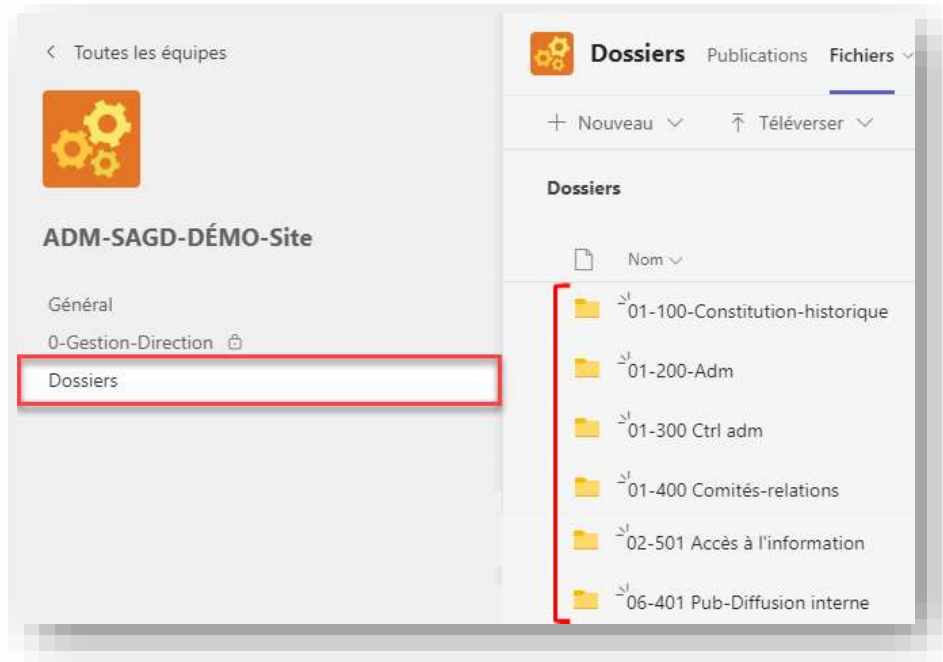 Toutes les équipes
ADM-SAGD-DÉMO-Site
Général
0-Gestion-Direction
Dossiers
Dossiers Publications Fichiers
Nouveau Téléverser
Dossiers
Nom
01-100-Constitution-historique
01-200-Adm
01-300 Ctrl adm
01-400 Comités-relations
02-501 Accès à l'information
06-401 Pub-Diffusion interne